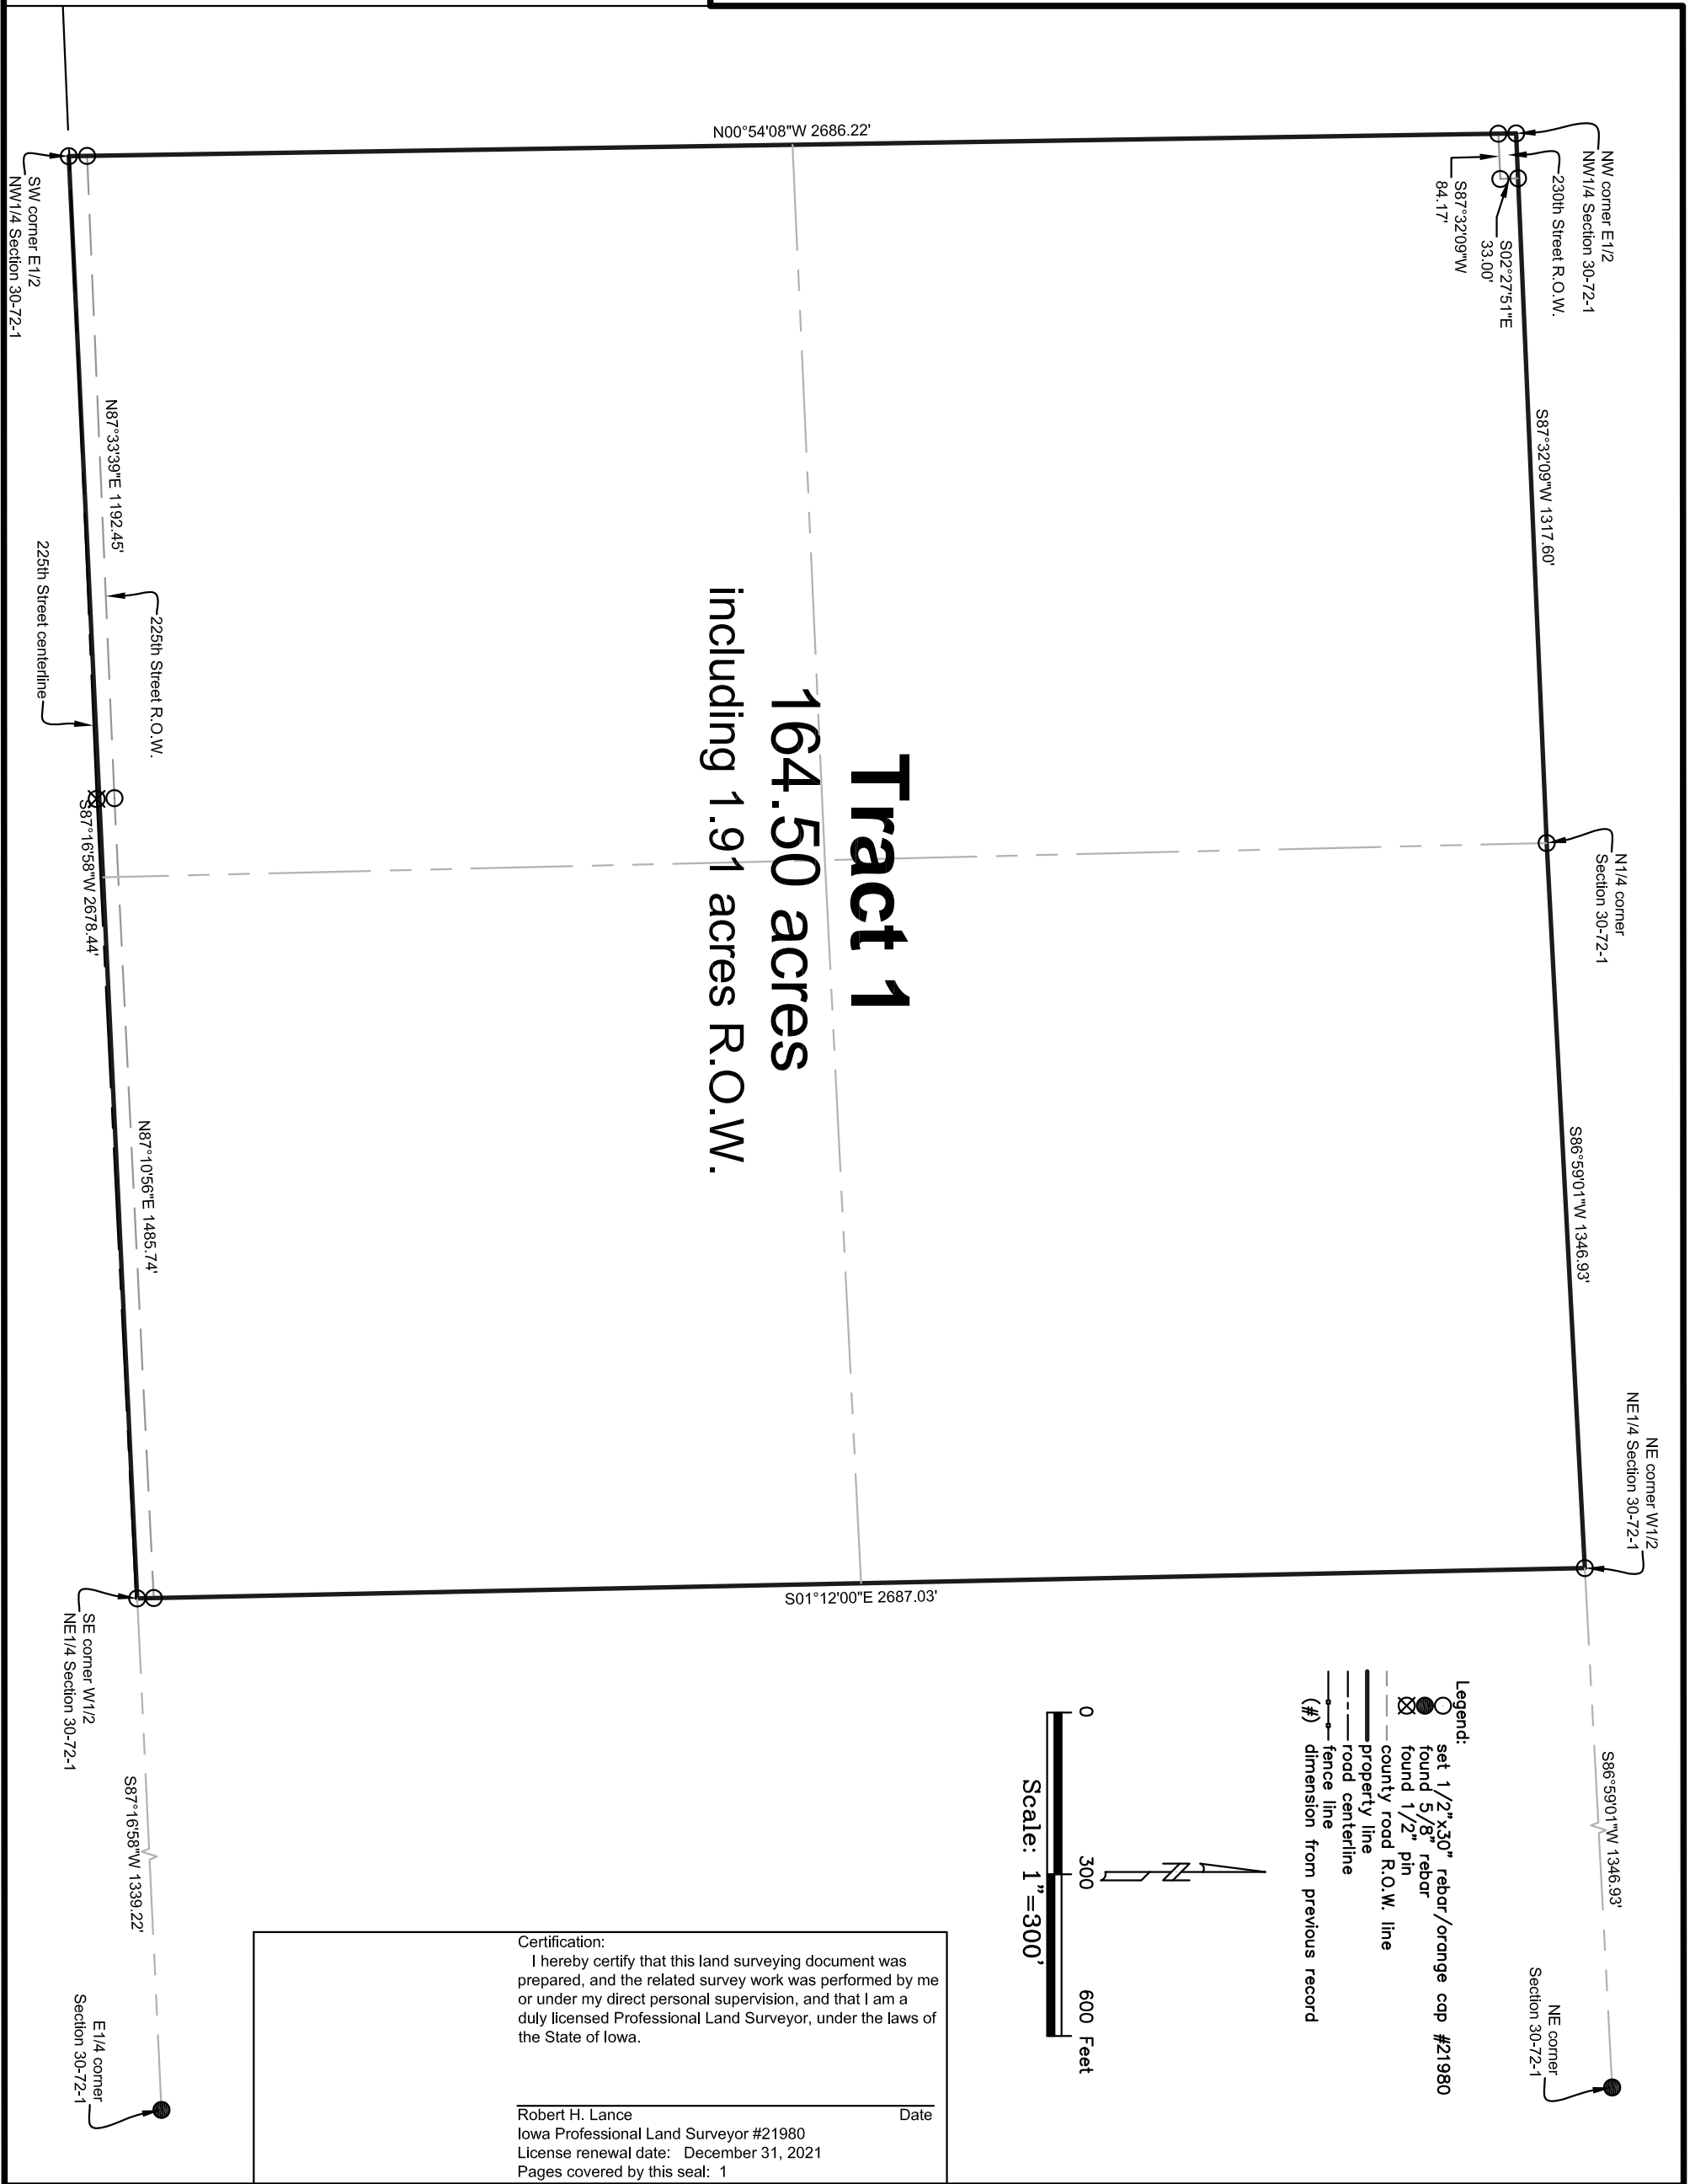 NW corner E1/2
NW1/4 Section 30-72-1
230th Street R.O.W.
S02°27'51"E
33.00'
S87°32'09"W
84.17'
S87°32'09"W 1317.60'
N1/4 corner
Section 30-72-1
S86°59'01"W 1346.93'
NE corner W1/2
NE1/4 Section 30-72-1
S86°59'01"W 1346.93'
NE corner
Section 30-72-1
N00°54'08"W 2686.22'
Tract 1
164.50 acres
including 1.91 acres R.O.W.
S01°12'00"E 2687.03'
Legend:
set 1/2"x30" rebar/orange cap #21980
found 5/8" rebar
found 1/2" pin
county road R.O.W. line
property line
road centerline
fence line
(#) dimension from previous record
N
0 300 600 Feet
Scale: 1"=300'
225th Street R.O.W.
N87°33'39"E 1192.45'
N87°10'56"E 1485.74'
S87°16'58"W 2678.44'
225th Street centerline
SW corner E1/2
NW1/4 Section 30-72-1
SE corner W1/2
NE1/4 Section 30-72-1
S87°16'58"W 1339.22'
E1/4 corner
Section 30-72-1
Certification:
I hereby certify that this land surveying document was
prepared, and the related survey work was performed by me
or under my direct personal supervision, and that I am a
duly licensed Professional Land Surveyor, under the laws of
the State of Iowa.
Robert H. Lance Date
Iowa Professional Land Surveyor #21980
License renewal date: December 31, 2021
Pages covered by this seal: 1